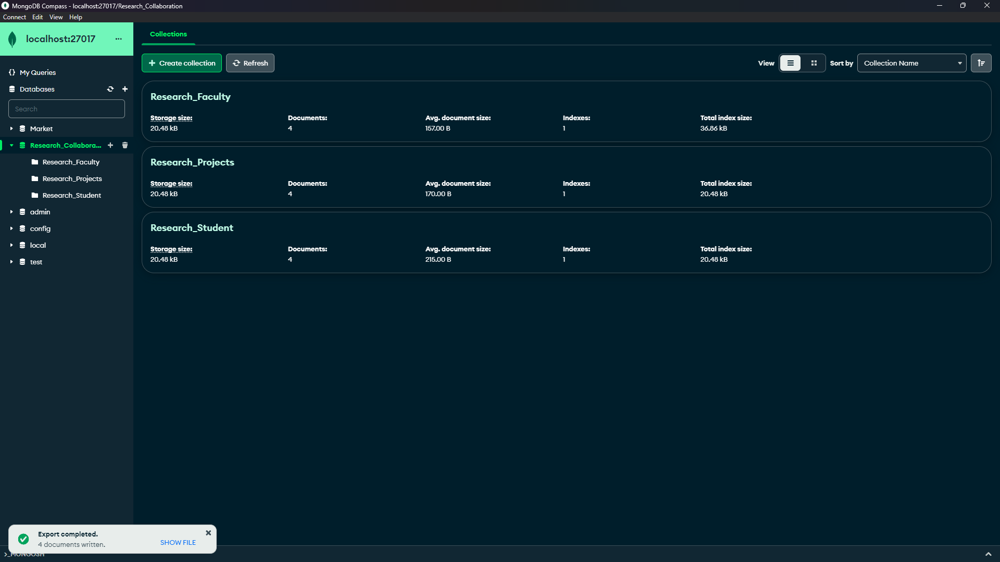 MongoDB Compass - localhost:27017/Research_Collaboration
Connect Edit View Help
localhost:27017 ...
{} My Queries
Databases
Search
Market
Research_Collabora...
Research_Faculty
Research_Projects
Research_Student
admin
config
local
test
Collections
+ Create collection Refresh
View Sort by Collection Name
Research_Faculty
Storage size: Documents: Avg. document size: Indexes: Total index size:
20.48 kB 4 157.00 B 1 36.86 kB
Research_Projects
Storage size: Documents: Avg. document size: Indexes: Total index size:
20.48 kB 4 170.00 B 1 20.48 kB
Research_Student
Storage size: Documents: Avg. document size: Indexes: Total index size:
20.48 kB 4 215.00 B 1 20.48 kB
Export completed.
4 documents written.
SHOW FILE
>_MONGOSH